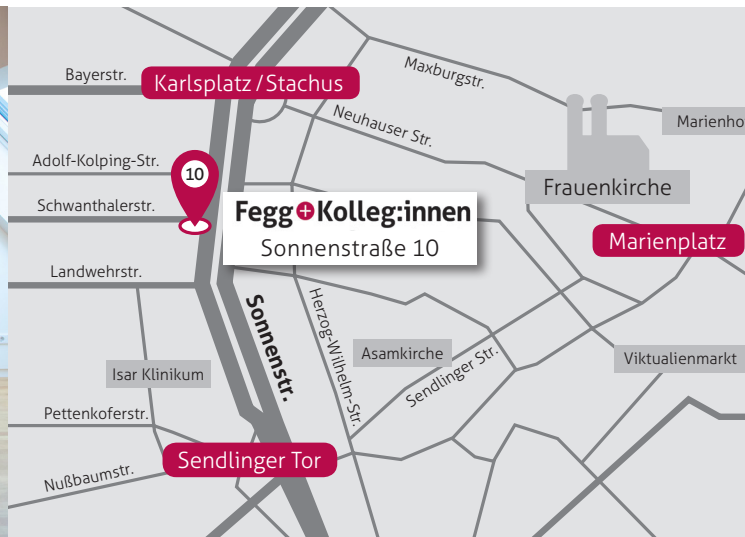 Maxburgstr.
Bayerstr.
Karlsplatz/Stachus
Neuhauser Str.
Marienho
Adolf-Kolping-Str.
10
Frauenkirche
Schwanthalerstr.
Fegg+Kolleg:innen
Sonnenstraße 10
Marienplatz
Landwehrstr.
Sonnenstr.
Herzog-Wilhelm-Str.
Asamkirche
Sendlinger Str.
Viktualienmarkt
Isar Klinikum
Pettenkoferstr.
Sendlinger Tor
Nußbaumstr.